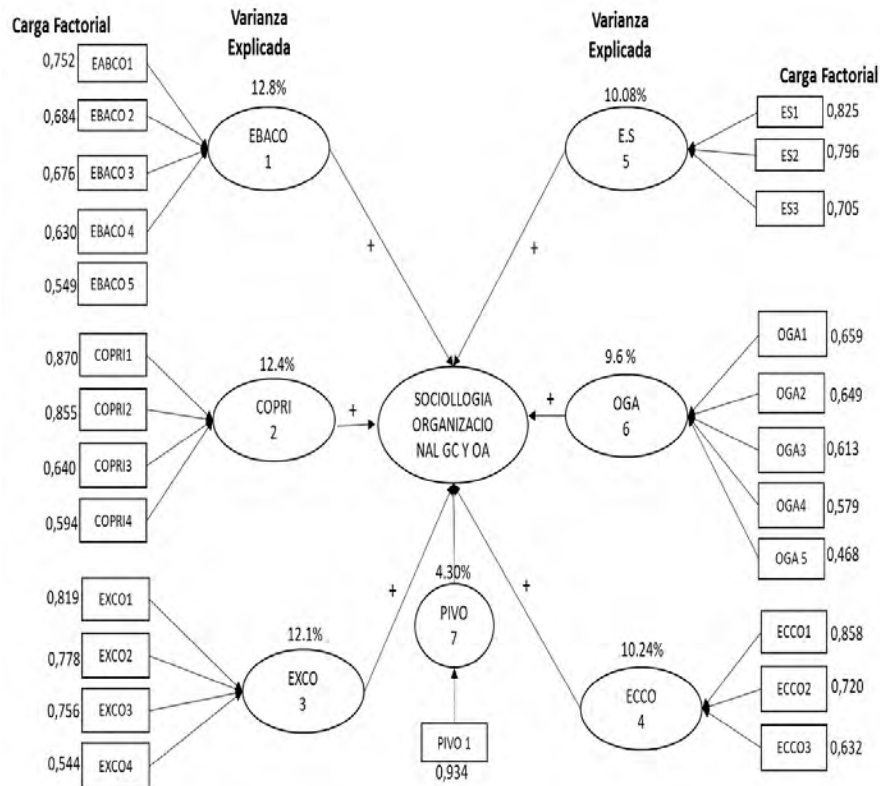 Carga Factorial
Varianza
Explicada
0,752
EABCO1
0,684
EBACO 2
0,676
EBACO 3
0,630
EBACO 4
0,549
EBACO 5
12.8%
EBACO
1
+
Varianza
Explicada
Carga Factorial
10.08%
E.S
5
+
ES1
0,825
ES2
0,796
ES3
0,705
0,870
COPRI1
0,855
COPRI2
0,640
COPRI3
0,594
COPRI4
12.4%
COPRI
2
+
SOCIOLLOGIA
ORGANIZACIO
NAL GC Y OA
+
9.6 %
OGA
6
OGA1
0,659
OGA2
0,649
OGA3
0,613
OGA4
0,579
OGA 5
0,468
0,819
EXCO1
0,778
EXCO2
0,756
EXCO3
0,544
EXCO4
12.1%
EXCO
3
+
4.30%
PIVO
7
PIVO 1
0,934
+
10.24%
ECCO
4
ECCO1
0,858
ECCO2
0,720
ECCO3
0,632